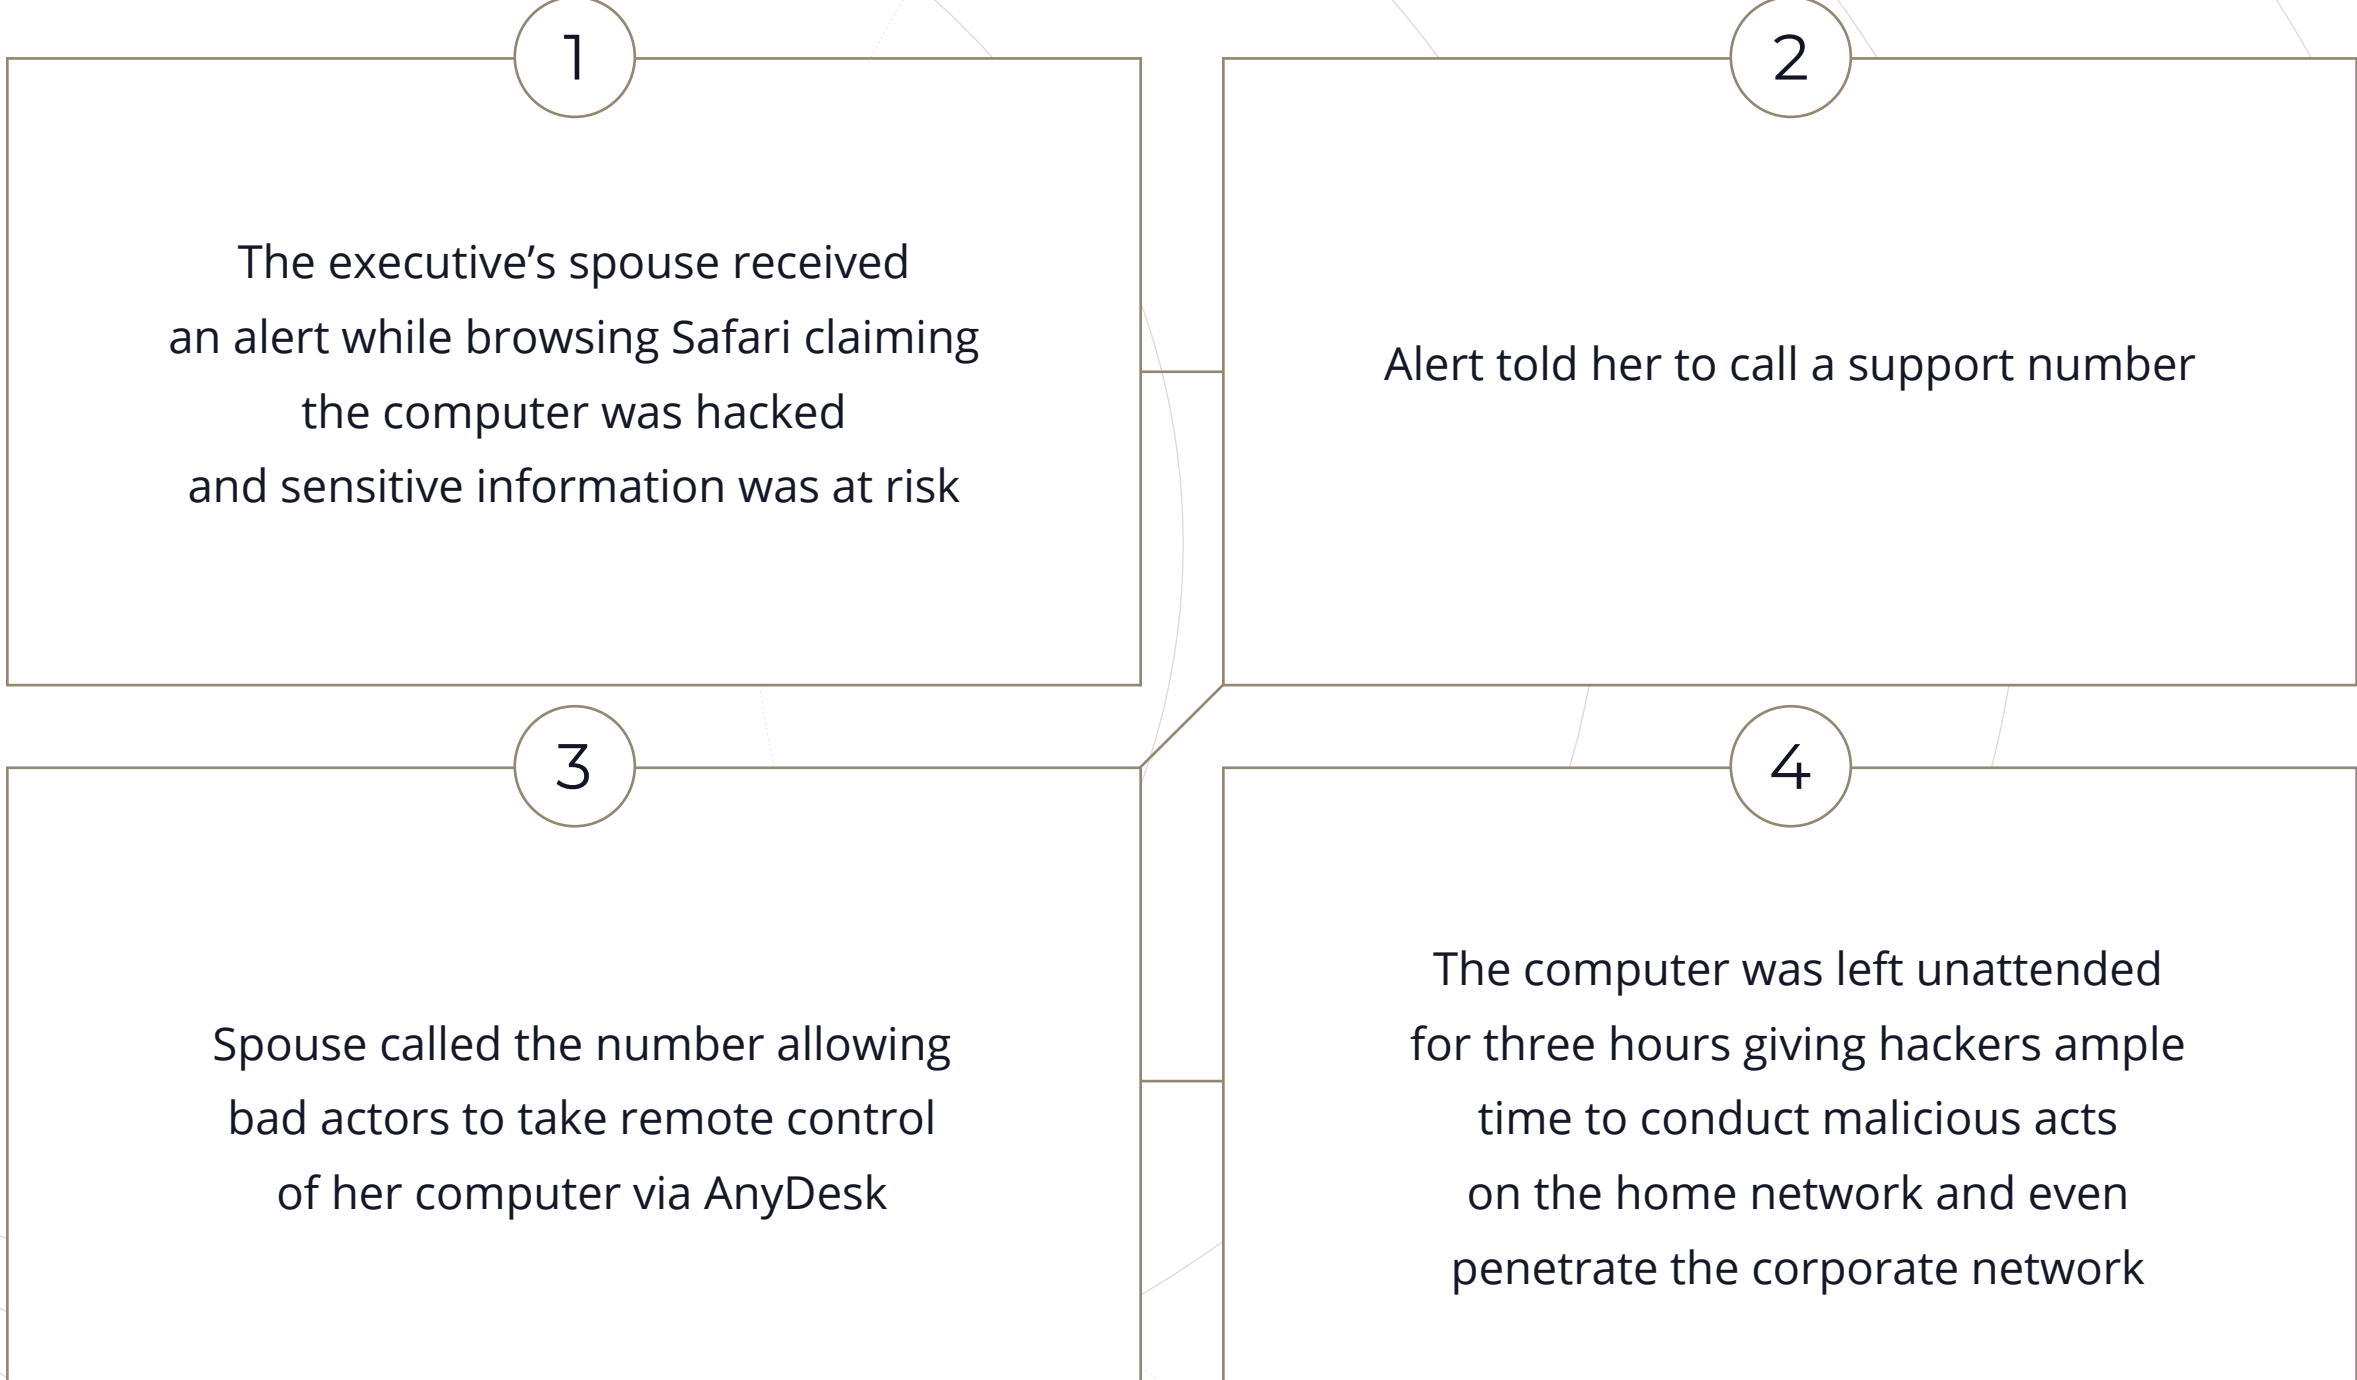 1
The executive’s spouse received
an alert while browsing Safari claiming
the computer was hacked
and sensitive information was at risk
2
Alert told her to call a support number
3
Spouse called the number allowing
bad actors to take remote control
of her computer via AnyDesk
4
The computer was left unattended
for three hours giving hackers ample
time to conduct malicious acts
on the home network and even
penetrate the corporate network